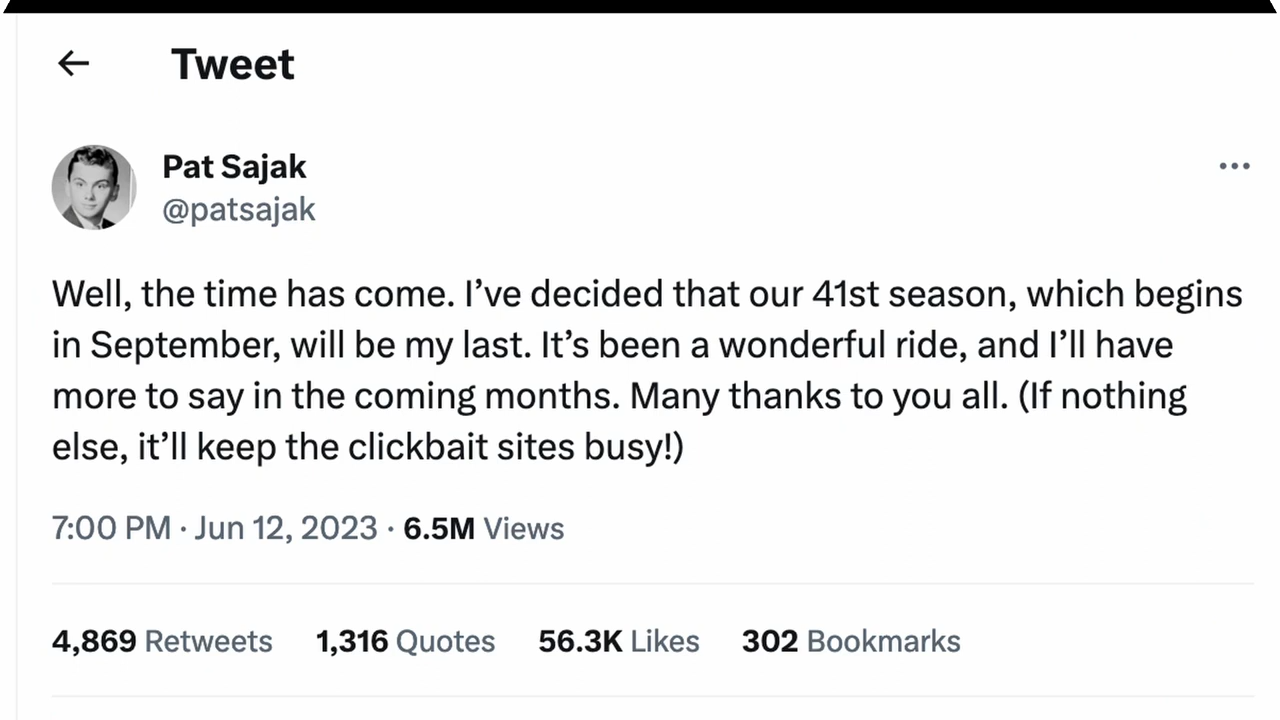 Tweet
Pat Sajak
@patsajak
Well, the time has come. I’ve decided that our 41st season, which begins
in September, will be my last. It’s been a wonderful ride, and I’ll have
more to say in the coming months. Many thanks to you all. (If nothing
else, it’ll keep the clickbait sites busy!)
7:00 PM · Jun 12, 2023 · 6.5M Views
4,869 Retweets 1,316 Quotes 56.3K Likes 302 Bookmarks